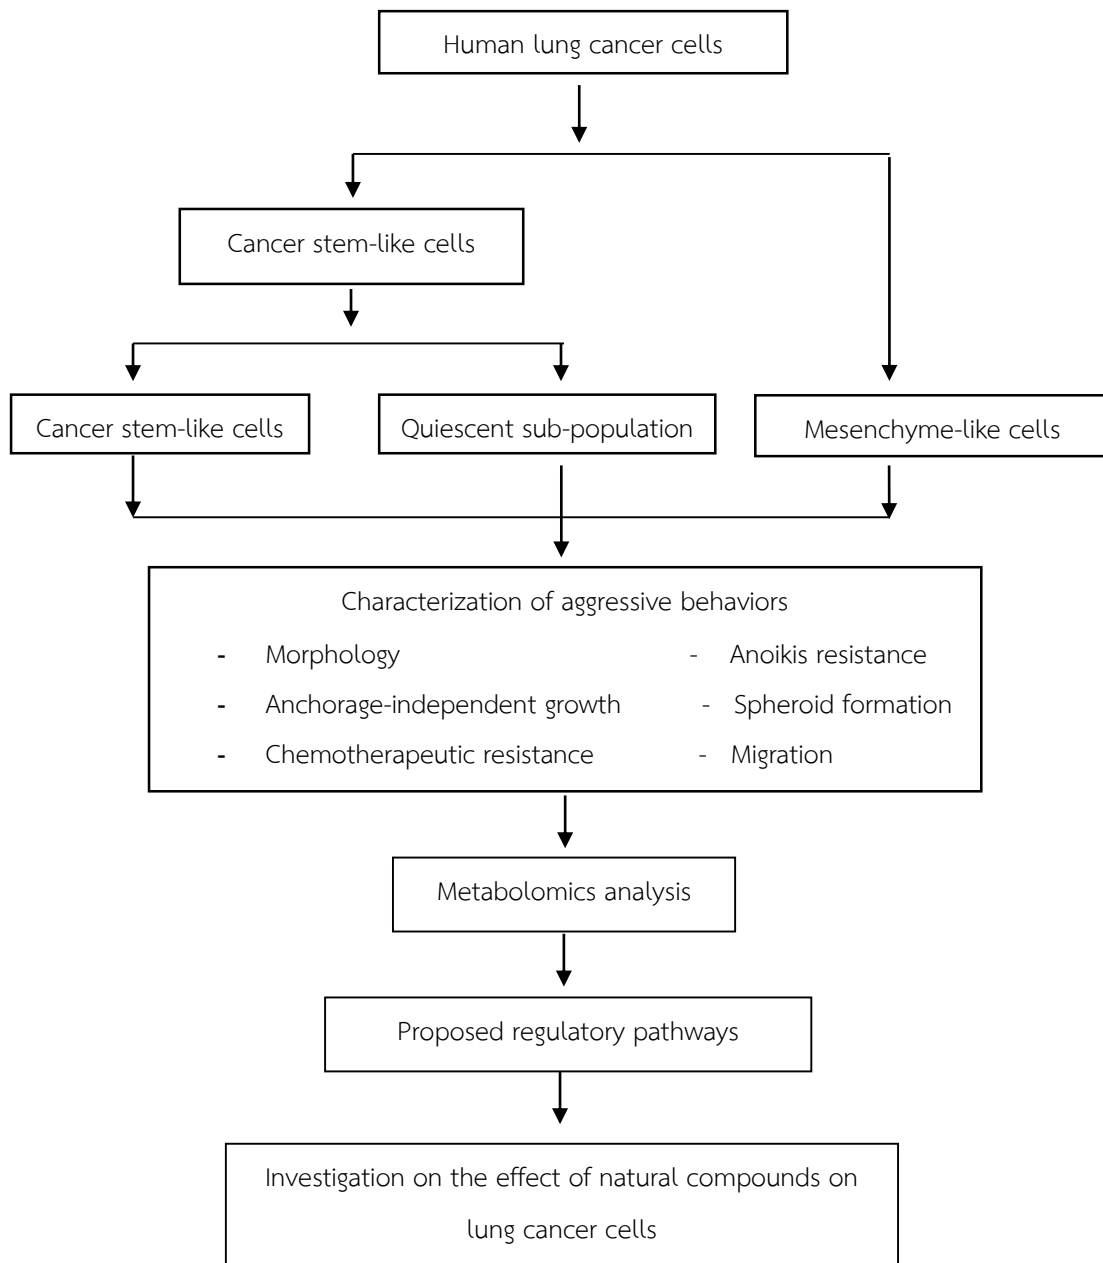 Human lung cancer cells
Cancer stem-like cells
Cancer stem-like cells
Quiescent sub-population
Mesenchyme-like cells
Characterization of aggressive behaviors
- Morphology - Anoikis resistance
- Anchorage-independent growth - Spheroid formation
- Chemotherapeutic resistance - Migration
Metabolomics analysis
Proposed regulatory pathways
Investigation on the effect of natural compounds on
lung cancer cells